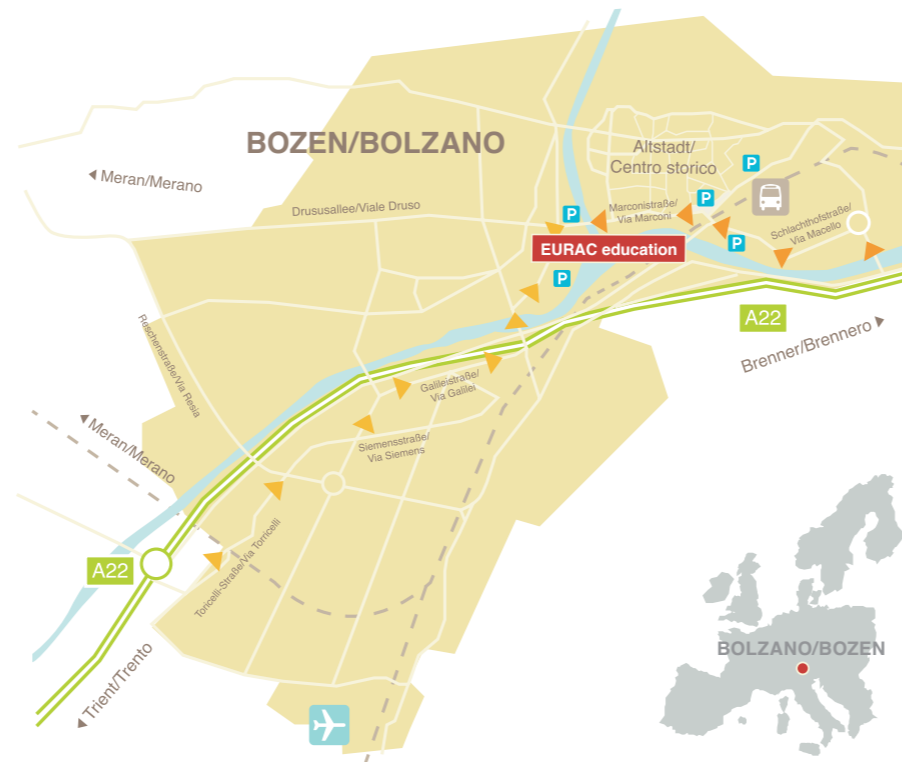 BOZEN/BOLZANO
Meran/Merano
Altstadt/
Centro storico
P
P
P
P
P
Drususallee/Viale Druso
Marconistraße/
Via Marconi
Schlachthofstraße/
Via Macello
EURAC education
A22
Brenner/Brennero
Reschenstraße/Via Resia
Galileistraße/
Via Galilei
Siemensstraße/
Via Siemens
Meran/Merano
A22
Toricelli-Straße/Via Torricelli
Trient/Trento
BOLZANO/BOZEN